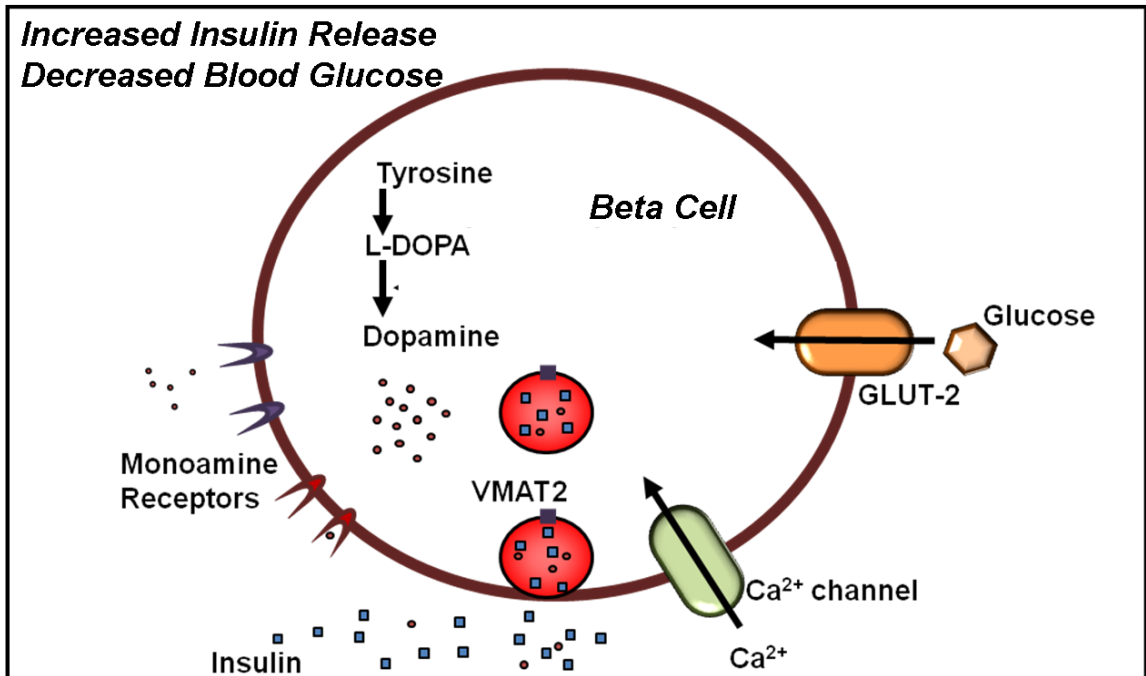 Increased Insulin Release
Decreased Blood Glucose
Tyrosine
Beta Cell
L-DOPA
Glucose
Dopamine
GLUT-2
Monoamine
Receptors
VMAT2
Ca²⁺ channel
Ca²⁺
Insulin